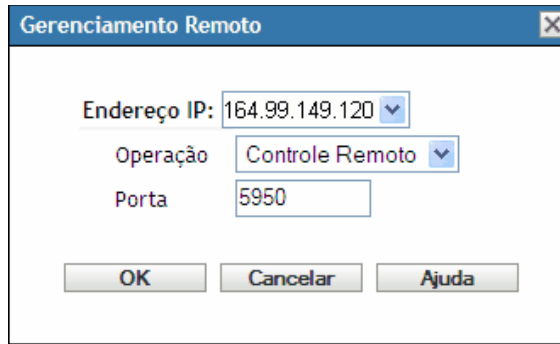 Gerenciamento Remoto
Endereço IP: 164.99.149.120
Operação Controle Remoto
Porta 5950
OK Cancelar Ajuda